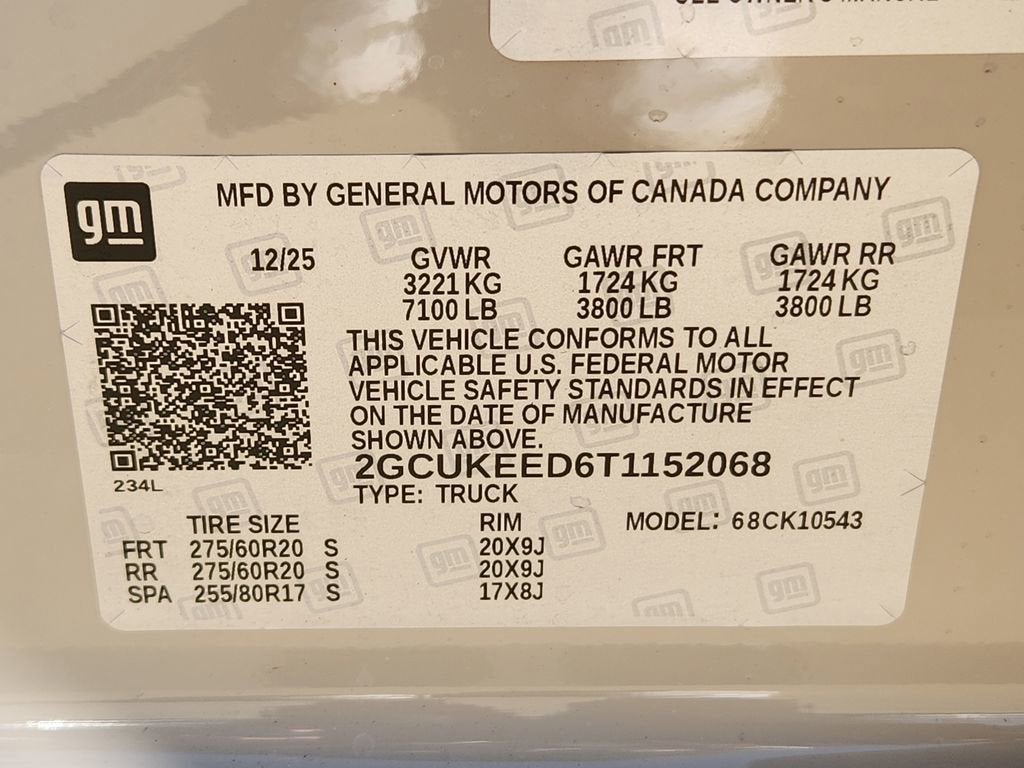 SEE OWNER'S MANUAL
gm
MFD BY GENERAL MOTORS OF CANADA COMPANY
12/25 GVWR GAWR FRT GAWR RR
3221 KG 1724 KG 1724 KG
7100 LB 3800 LB 3800 LB
THIS VEHICLE CONFORMS TO ALL
APPLICABLE U.S. FEDERAL MOTOR
VEHICLE SAFETY STANDARDS IN EFFECT
ON THE DATE OF MANUFACTURE
SHOWN ABOVE.
2GCUKEED6T1152068
234L
TYPE: TRUCK
TIRE SIZE RIM MODEL: 68CK10543
FRT 275/60R20 S 20X9J
RR 275/60R20 S 20X9J
SPA 255/80R17 S 17X8J